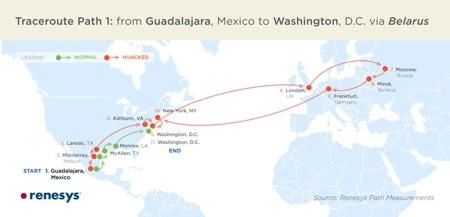 Traceroute Path 1: from Guadalajara, Mexico to Washington, D.C. via Belarus
LEGEND
NORMAL
HIJACKED
7. Moscow,
Russia
6. London,
UK
8. Minsk,
Belarus
9. Frankfurt,
Germany
10. New York, NY
4. Ashburn, VA
Washington, D.C.
11. Washington, D.C.
END
3. Laredo, TX
Monroe, LA
2. Monterrey,
Mexico
McAllen, TX
START 1. Guadalajara,
Mexico
renesys
Source: Renesys Path Measurements